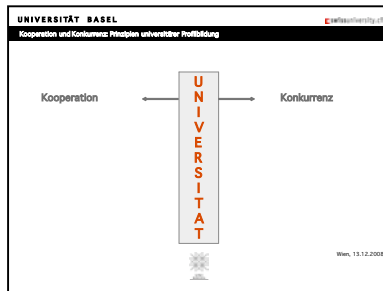 UNIVERSITÄT BASEL
swissuniversity.ch
Kooperation und Konkurrenz: Prinzipien universitärer Profilbildung
Kooperation
U
N
I
V
E
R
S
I
T
A
T
Konkurrenz
Wien, 13.12.2008